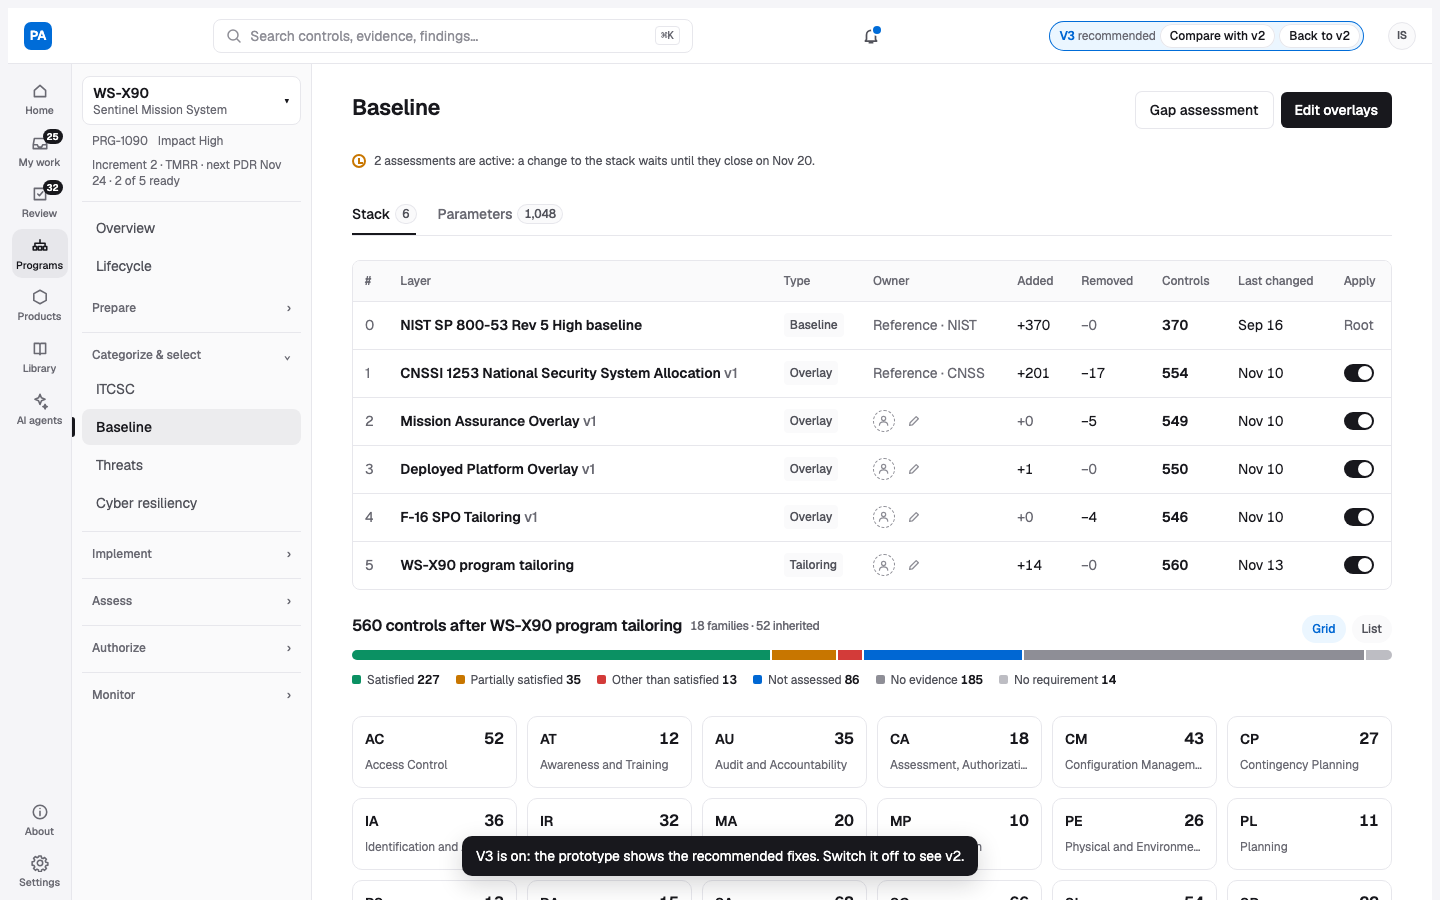 PA
Search controls, evidence, findings...
⌘K
V3 recommended
Compare with v2
Back to v2
IS
Home
25
My work
32
Review
Programs
Products
Library
AI agents
About
Settings
WS-X90
Sentinel Mission System
PRG-1090 Impact High
Increment 2 · TMRR · next PDR Nov
24 · 2 of 5 ready
Overview
Lifecycle
Prepare
Categorize & select
ITCSC
Baseline
Threats
Cyber resiliency
Implement
Assess
Authorize
Monitor
Baseline
Gap assessment
Edit overlays
2 assessments are active: a change to the stack waits until they close on Nov 20.
Stack 6
Parameters 1,048
# Layer Type Owner Added Removed Controls Last changed Apply
0 NIST SP 800-53 Rev 5 High baseline Baseline Reference · NIST +370 −0 370 Sep 16 Root
1 CNSSI 1253 National Security System Allocation v1 Overlay Reference · CNSS +201 −17 554 Nov 10
2 Mission Assurance Overlay v1 Overlay +0 −5 549 Nov 10
3 Deployed Platform Overlay v1 Overlay +1 −0 550 Nov 10
4 F-16 SPO Tailoring v1 Overlay +0 −4 546 Nov 10
5 WS-X90 program tailoring Tailoring +14 −0 560 Nov 13
560 controls after WS-X90 program tailoring 18 families · 52 inherited
Grid List
Satisfied 227 Partially satisfied 35 Other than satisfied 13 Not assessed 86 No evidence 185 No requirement 14
AC 52
Access Control
AT 12
Awareness and Training
AU 35
Audit and Accountability
CA 18
Assessment, Authorizati...
CM 43
Configuration Managem...
CP 27
Contingency Planning
IA 36
Identification and
IR 32
MA 20
MP 10
PE 26
Physical and Environme...
PL 11
Planning
V3 is on: the prototype shows the recommended fixes. Switch it off to see v2.